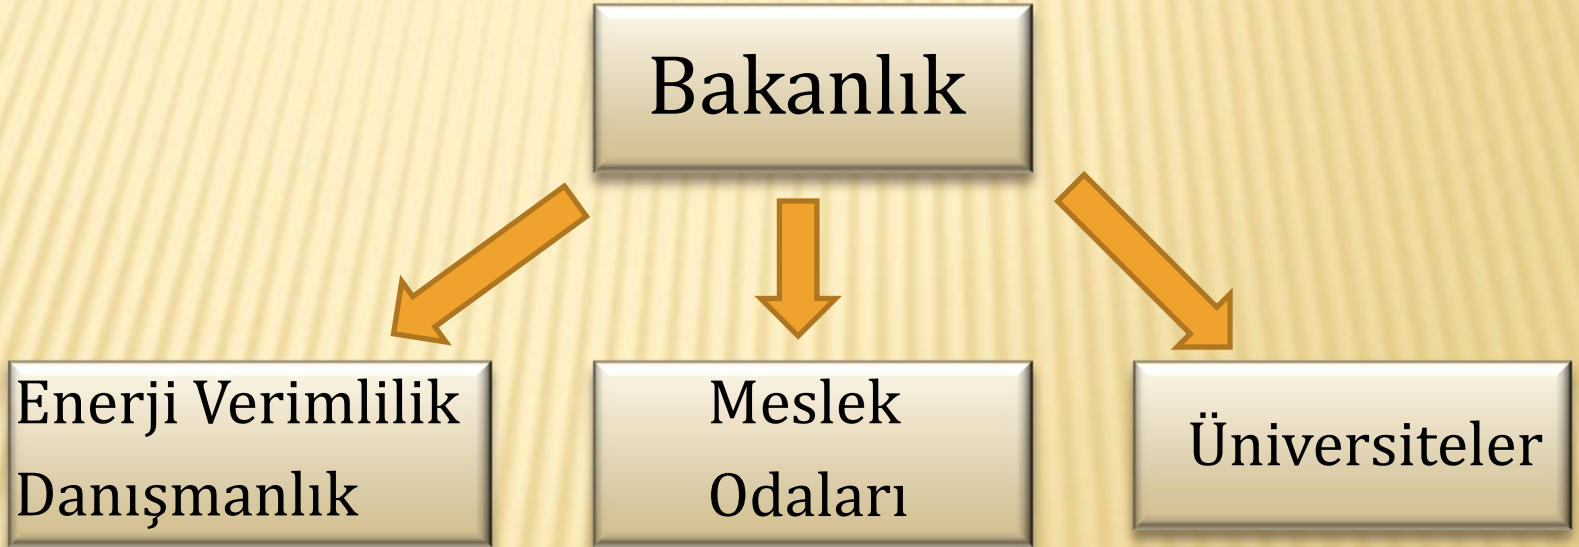 Bakanlık
Enerji Verimlilik
Danışmanlık
Meslek
Odaları
Üniversiteler